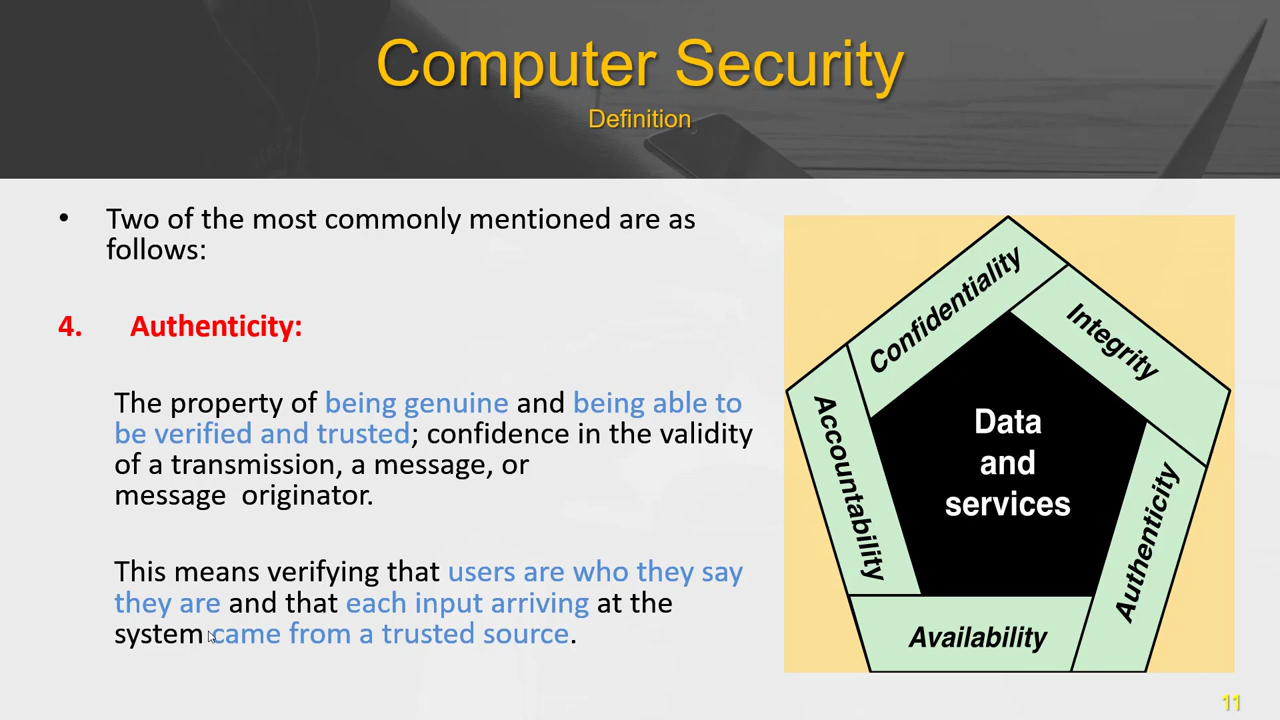 Computer Security
Definition
• Two of the most commonly mentioned are as
follows:
4. Authenticity:
The property of being genuine and being able to
be verified and trusted; confidence in the validity
of a transmission, a message, or
message originator.
This means verifying that users are who they say
they are and that each input arriving at the
system came from a trusted source.
Confidentiality
Integrity
Accountability
Data
and
services
Authenticity
Availability
11